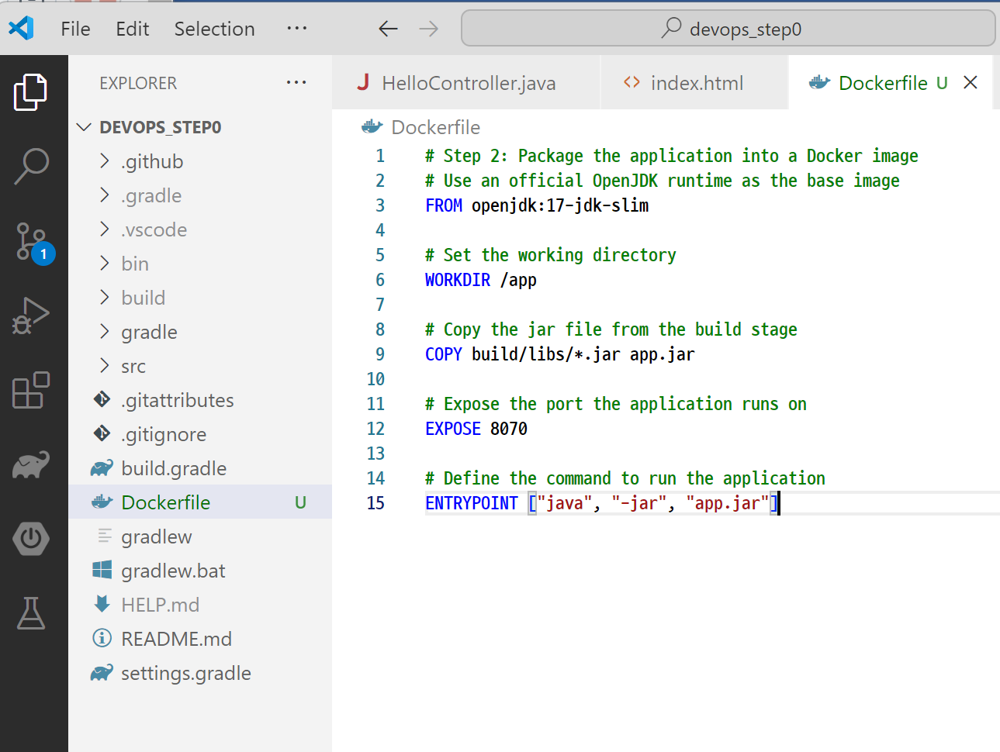 File Edit Selection ··· devops_step0
EXPLORER ···
DEVOPS_STEP0
.github
.gradle
.vscode
bin
build
gradle
src
.gitattributes
.gitignore
build.gradle
Dockerfile U
gradlew
gradlew.bat
HELP.md
README.md
settings.gradle
1
J HelloController.java <> index.html Dockerfile U
Dockerfile
1 # Step 2: Package the application into a Docker image
2 # Use an official OpenJDK runtime as the base image
3 FROM openjdk:17-jdk-slim
4
5 # Set the working directory
6 WORKDIR /app
7
8 # Copy the jar file from the build stage
9 COPY build/libs/*.jar app.jar
10
11 # Expose the port the application runs on
12 EXPOSE 8070
13
14 # Define the command to run the application
15 ENTRYPOINT ["java", "-jar", "app.jar"]